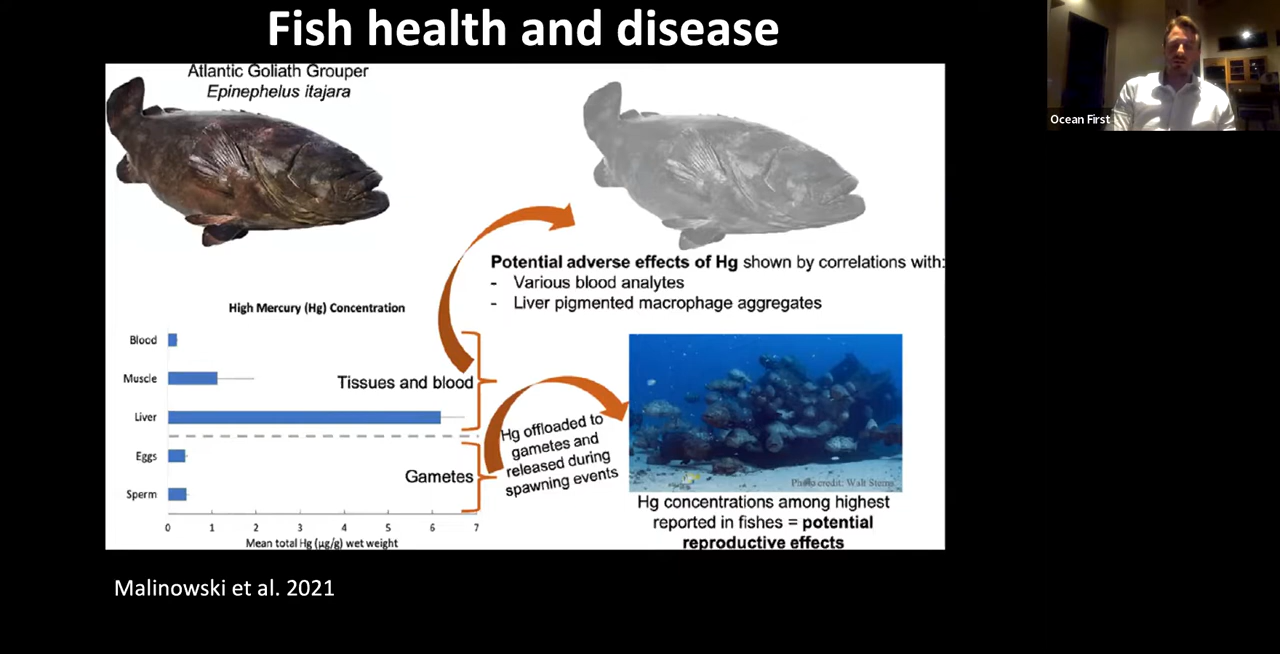 Fish health and disease
Ocean First
Atlantic Goliath Grouper
Epinephelus itajara
Potential adverse effects of Hg shown by correlations with:
- Various blood analytes
- Liver pigmented macrophage aggregates
High Mercury (Hg) Concentration
Blood
Muscle
Liver
Eggs
Sperm
Tissues and blood
Gametes
0 1 2 3 4 5 6 7
Mean total Hg (µg/g) wet weight
Hg offloaded to
gametes and
released during
spawning events
Photo credit: Walt Stearns
Hg concentrations among highest
reported in fishes = potential
reproductive effects
Malinowski et al. 2021